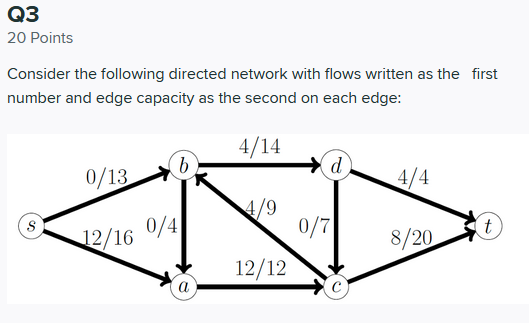 Q3
20 Points
Consider the following directed network with flows written as the first
number and edge capacity as the second on each edge:
4/14
b
d
0/13
4/4
4/9
s
0/4
0/7
t
12/16
8/20
12/12
a
c